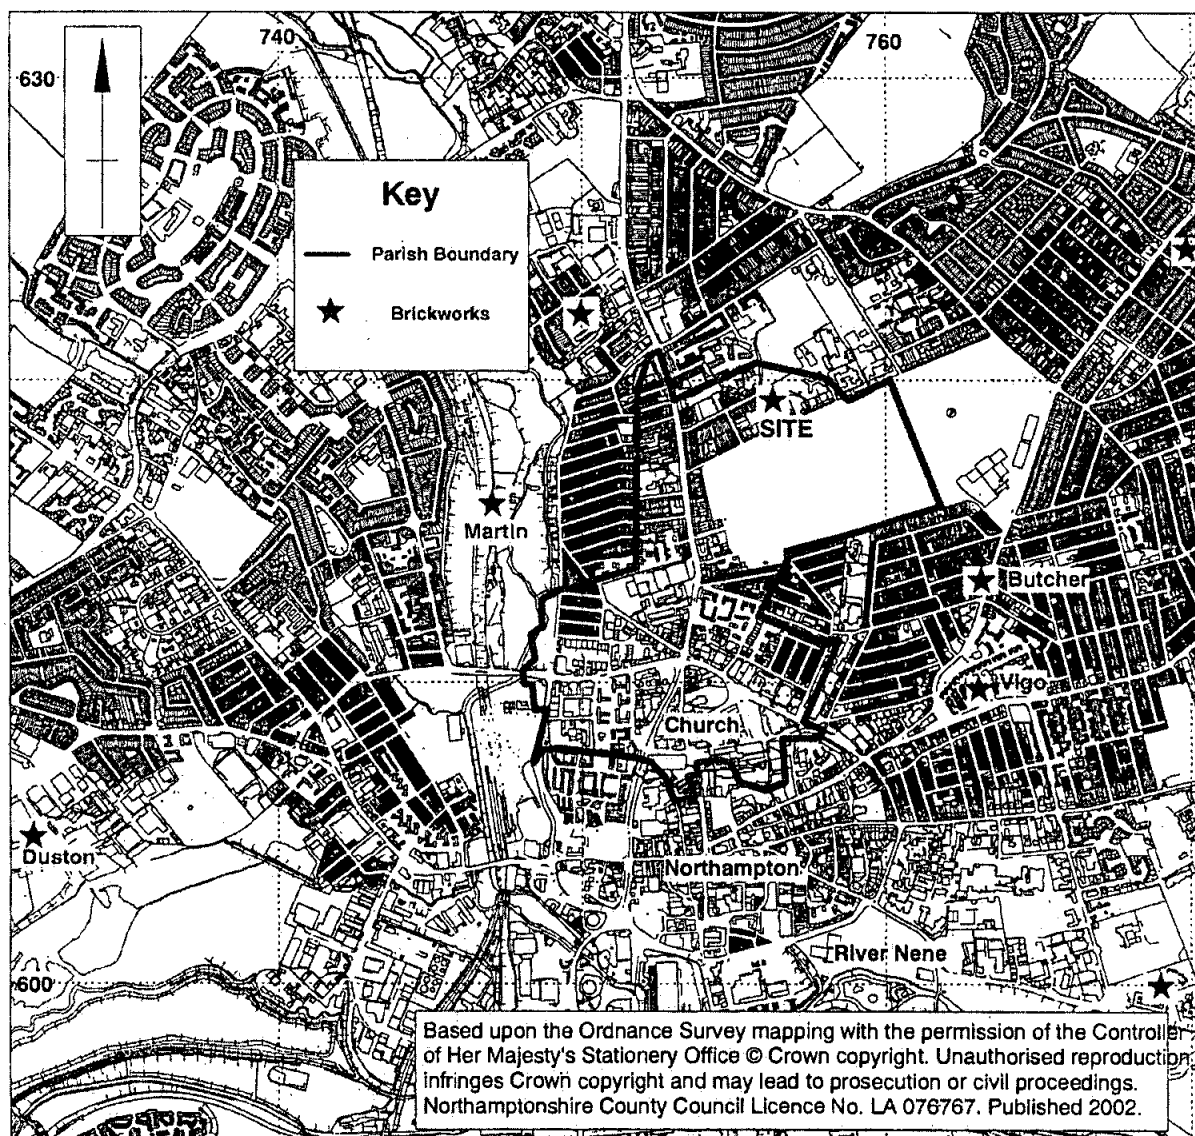 740
760
630
Key
Parish Boundary
Brickworks
SITE
Martin
Butcher
Vigo
Church
Duston
Northampton
River Nene
600
Based upon the Ordnance Survey mapping with the permission of the Controller
of Her Majesty's Stationery Office © Crown copyright. Unauthorised reproduction
infringes Crown copyright and may lead to prosecution or civil proceedings.
Northamptonshire County Council Licence No. LA 076767. Published 2002.